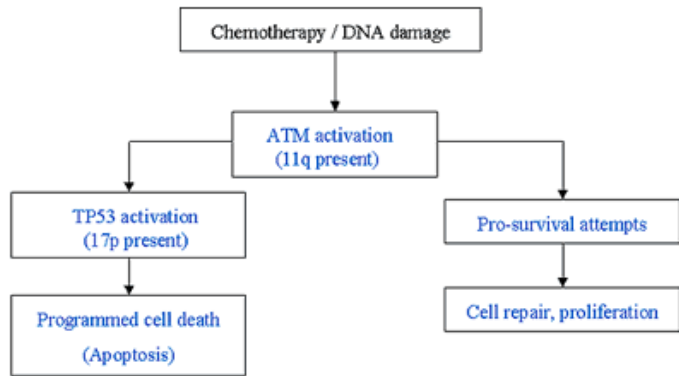 Chemotherapy / DNA damage
ATM activation
(11q present)
TP53 activation
(17p present)
Pro-survival attempts
Programmed cell death
(Apoptosis)
Cell repair, proliferation